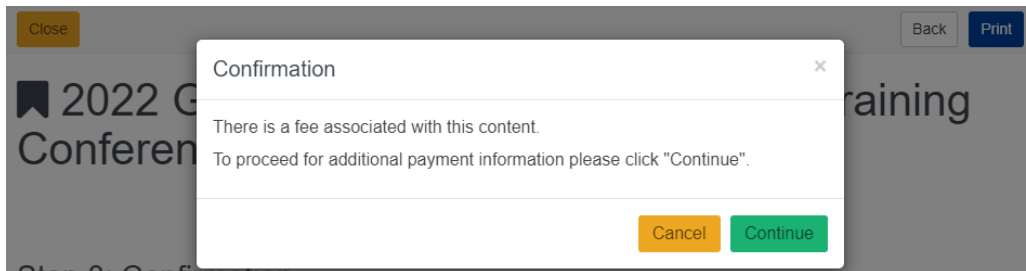 Close
Back
Print
Confirmation
×
2022 G raining
Conferen
There is a fee associated with this content.
To proceed for additional payment information please click "Continue".
Cancel
Continue